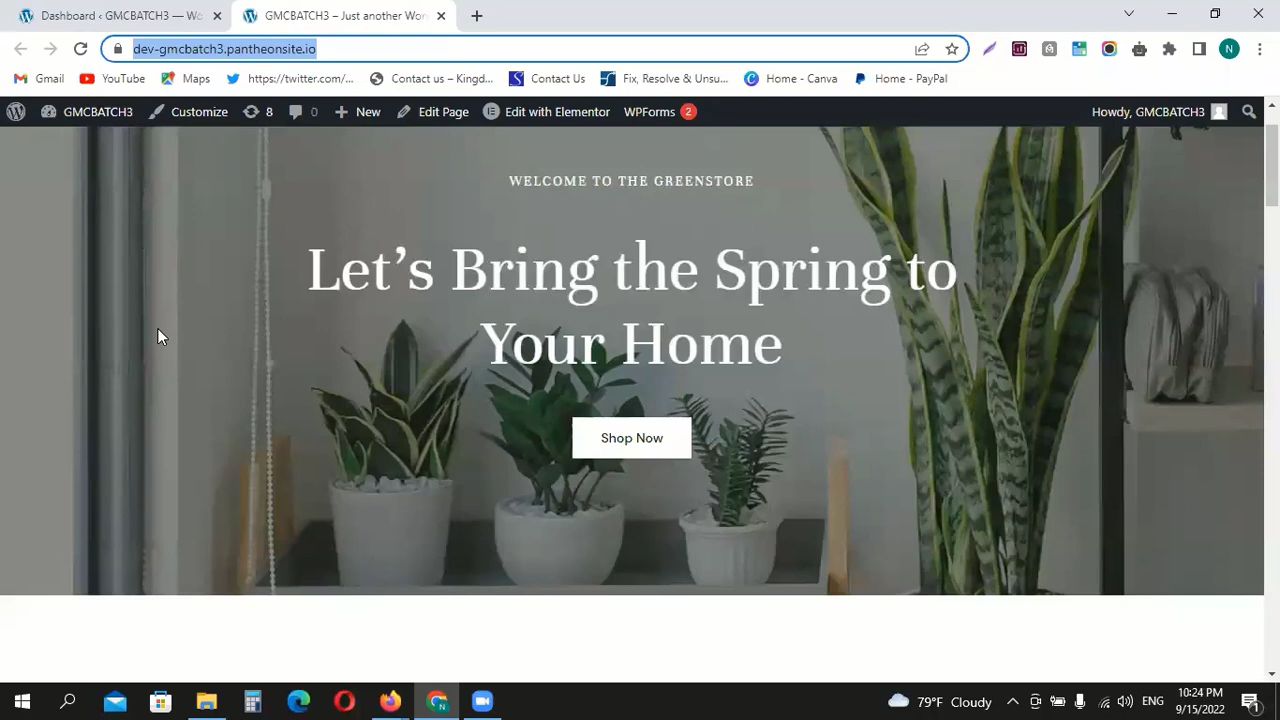 Dashboard ‹ GMCBATCH3 — Wo
GMCBATCH3 – Just another Wor
dev-gmcbatch3.pantheonsite.io
N
Gmail
YouTube
Maps
https://twitter.com/...
Contact us – Kingd...
Contact Us
Fix, Resolve & Unsu...
Home - Canva
Home - PayPal
GMCBATCH3
Customize
8
0
New
Edit Page
Edit with Elementor
WPForms 2
Howdy, GMCBATCH3
WELCOME TO THE GREENSTORE
Let’s Bring the Spring to
Your Home
Shop Now
79°F Cloudy
ENG
10:24 PM
9/15/2022
1